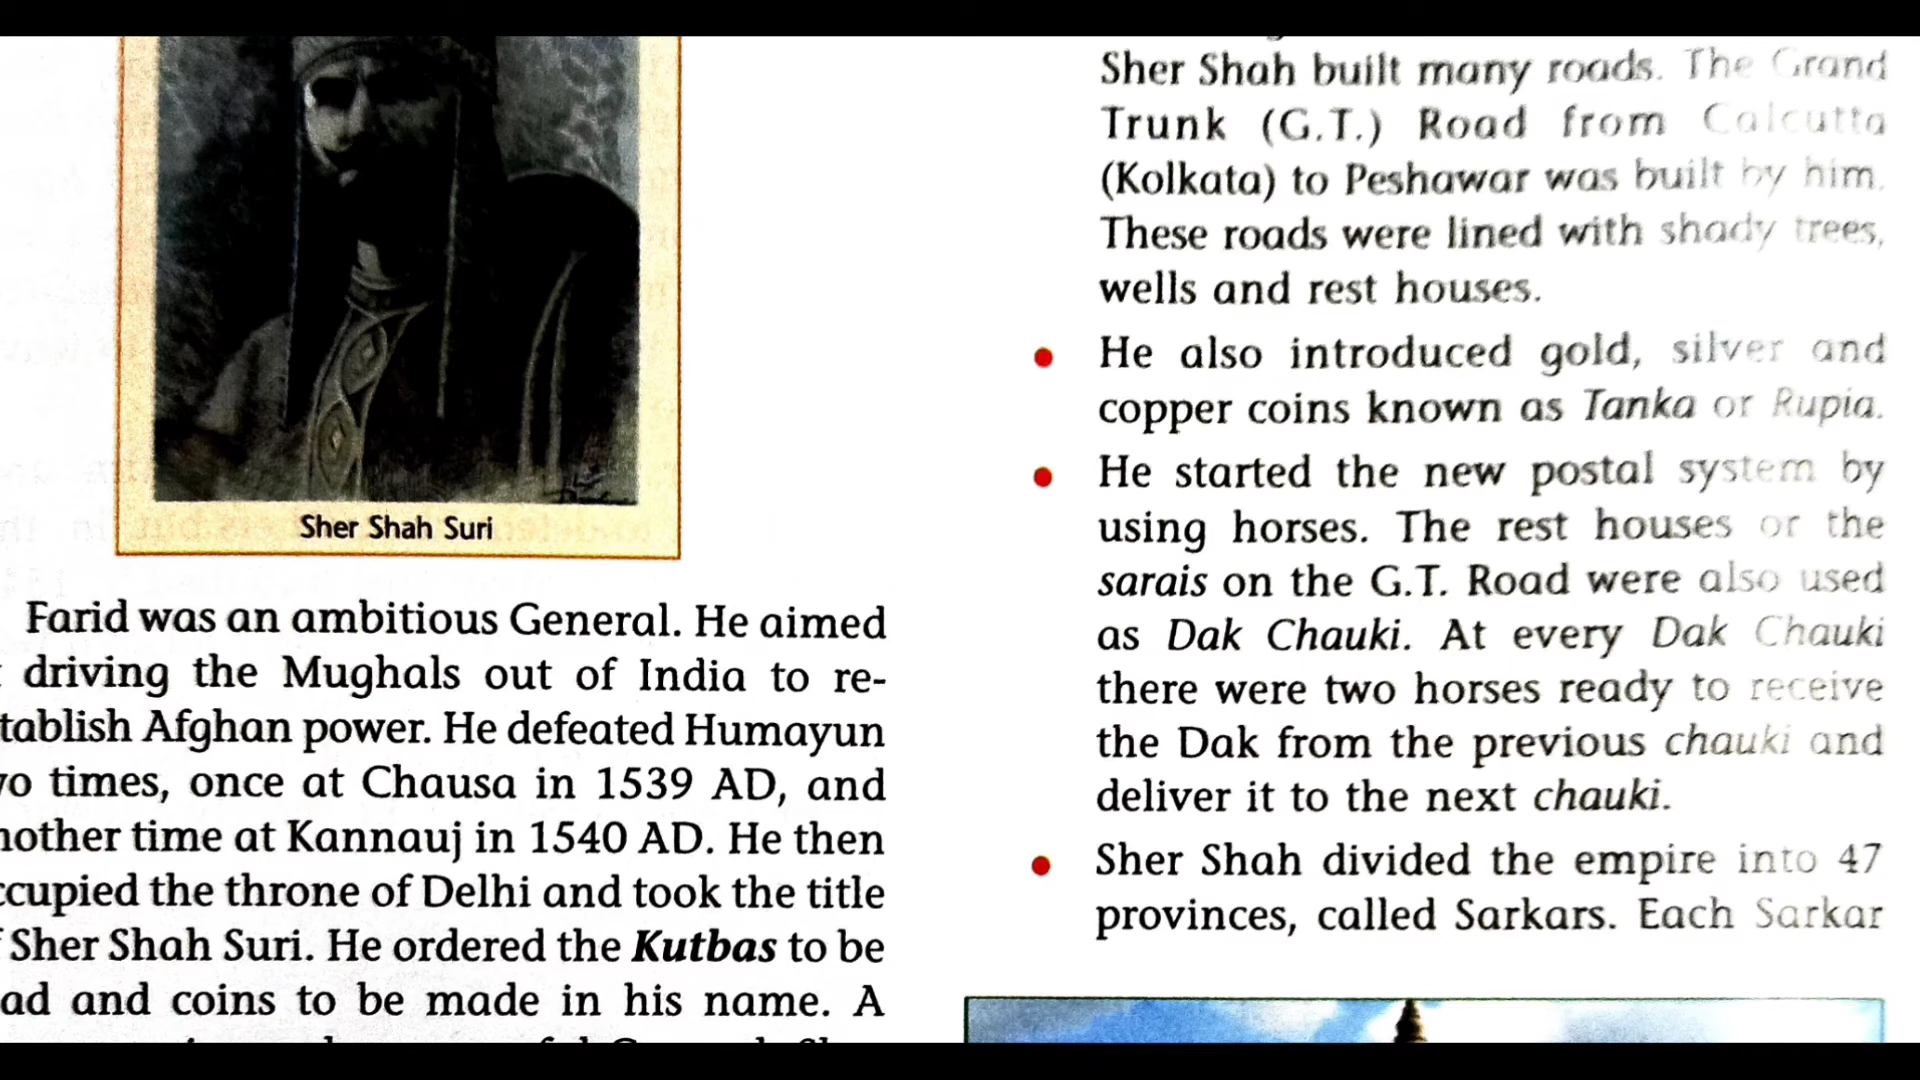 Sher Shah Suri
Farid was an ambitious General. He aimed
driving the Mughals out of India to re-
tablish Afghan power. He defeated Humayun
wo times, once at Chausa in 1539 AD, and
nother time at Kannauj in 1540 AD. He then
ccupied the throne of Delhi and took the title
f Sher Shah Suri. He ordered the Kutbas to be
ad and coins to be made in his name. A
Sher Shah built many roads. The Grand
Trunk (G.T.) Road from Calcutta
(Kolkata) to Peshawar was built by him.
These roads were lined with shady trees,
wells and rest houses.
• He also introduced gold, silver and
copper coins known as Tanka or Rupia.
• He started the new postal system by
using horses. The rest houses or the
sarais on the G.T. Road were also used
as Dak Chauki. At every Dak Chauki
there were two horses ready to receive
the Dak from the previous chauki and
deliver it to the next chauki.
• Sher Shah divided the empire into 47
provinces, called Sarkars. Each Sarkar